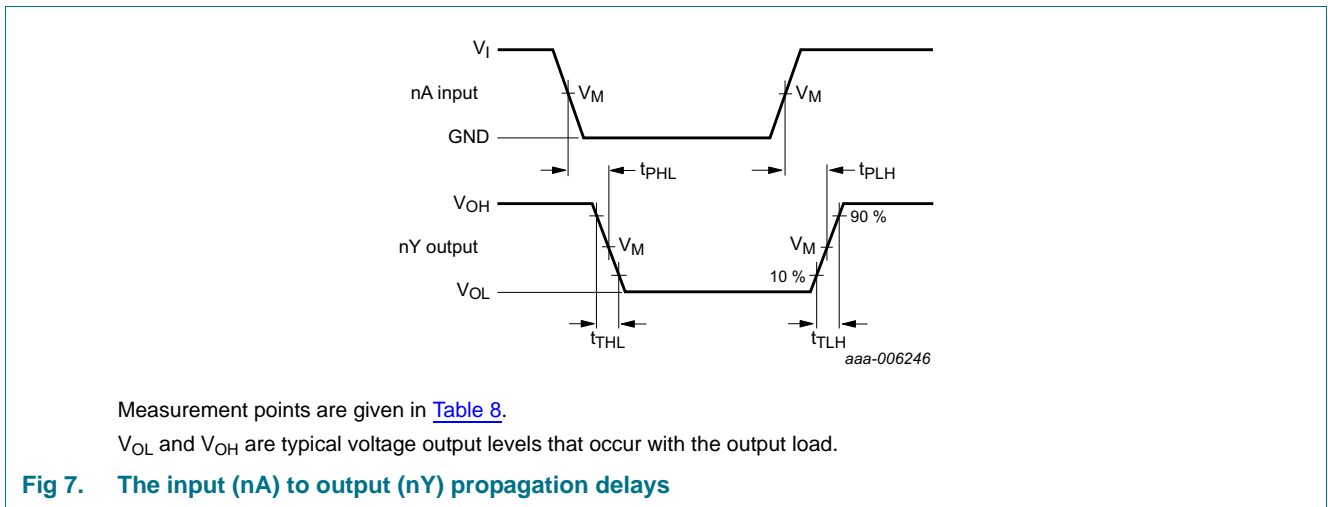 VI
nA input
VM
VM
GND
tPHL
tPLH
VOH
90 %
nY output
VM
VM
10 %
VOL
tTHL
tTLH
aaa-006246
Measurement points are given in Table 8.
VOL and VOH are typical voltage output levels that occur with the output load.
Fig 7. The input (nA) to output (nY) propagation delays